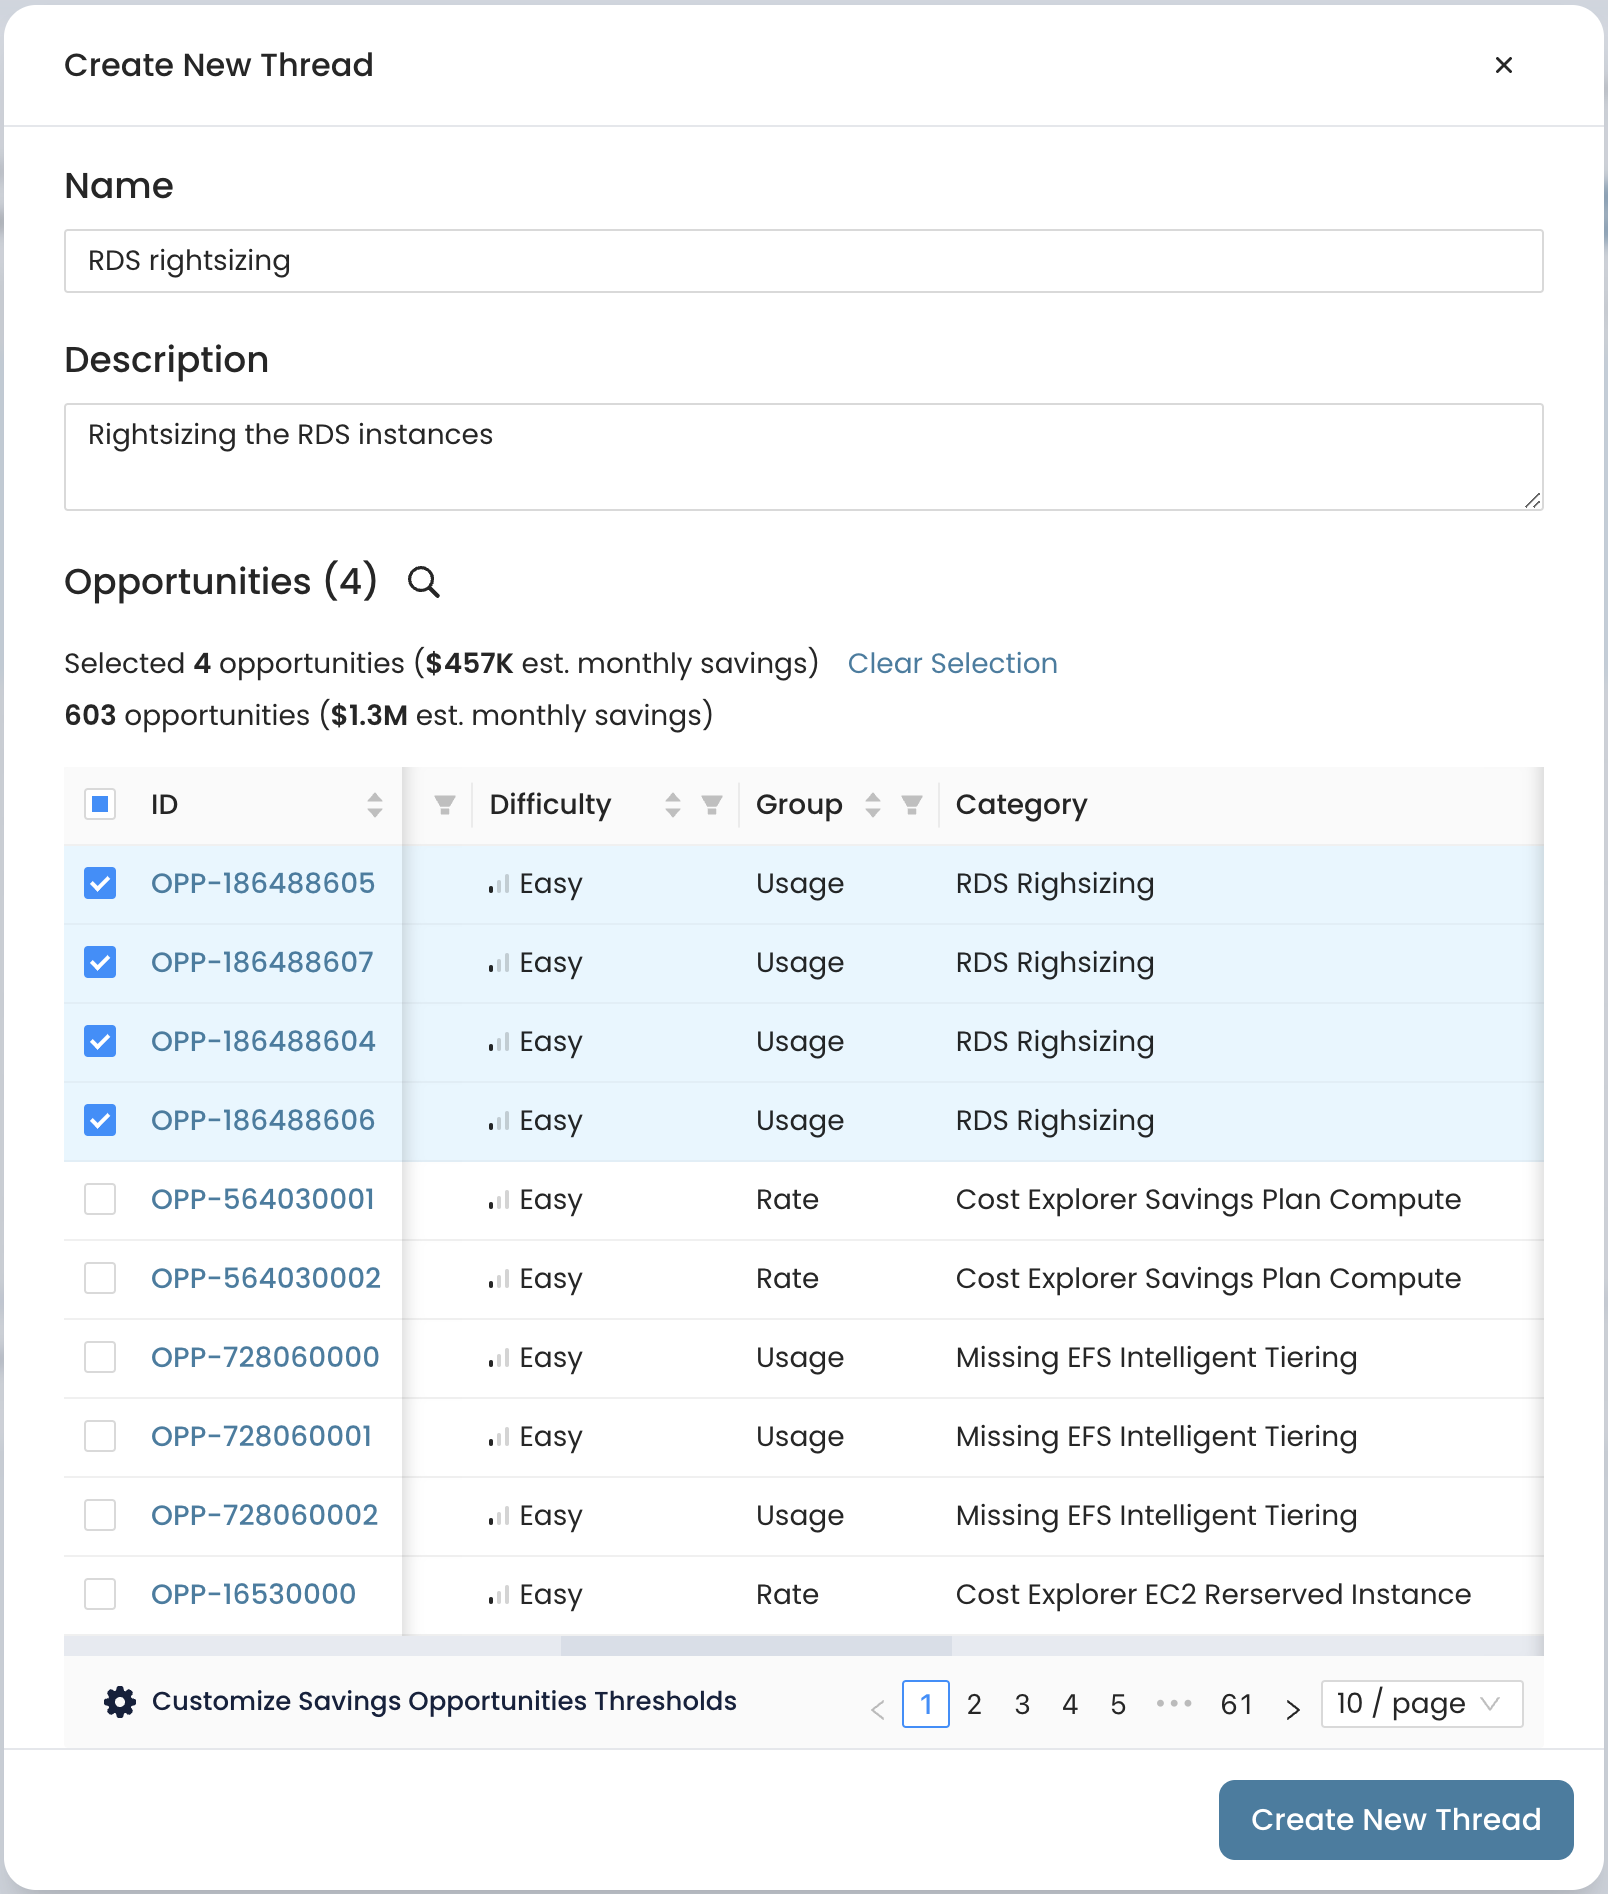 Create New Thread
Name
RDS rightsizing
Description
Rightsizing the RDS instances
Opportunities (4)
Selected 4 opportunities ($457K est. monthly savings) Clear Selection
603 opportunities ($1.3M est. monthly savings)
ID Difficulty Group Category
OPP-186488605 Easy Usage RDS Righsizing
OPP-186488607 Easy Usage RDS Righsizing
OPP-186488604 Easy Usage RDS Righsizing
OPP-186488606 Easy Usage RDS Righsizing
OPP-564030001 Easy Rate Cost Explorer Savings Plan Compute
OPP-564030002 Easy Rate Cost Explorer Savings Plan Compute
OPP-728060000 Easy Usage Missing EFS Intelligent Tiering
OPP-728060001 Easy Usage Missing EFS Intelligent Tiering
OPP-728060002 Easy Usage Missing EFS Intelligent Tiering
OPP-16530000 Easy Rate Cost Explorer EC2 Rerserved Instance
Customize Savings Opportunities Thresholds < 1 2 3 4 5 ••• 61 > 10 / page
Create New Thread